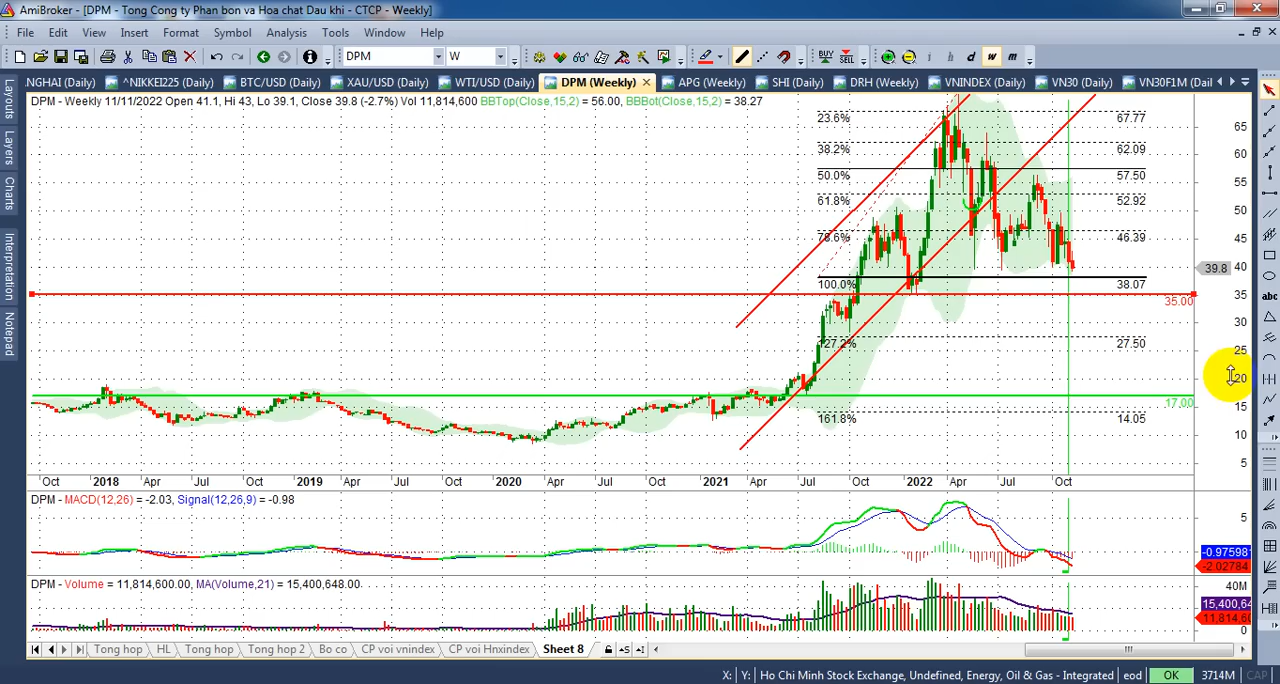 AmiBroker - [DPM - Tong Cong ty Phan bon va Hoa chat Dau khi - CTCP - Weekly]
File Edit View Insert Format Symbol Analysis Tools Window Help
DPM W BUY SELL i h d w m
NGHAI (Daily) ^NIKKEI225 (Daily) BTC/USD (Daily) XAU/USD (Daily) WTI/USD (Daily) DPM (Weekly) APG (Weekly) SHI (Daily) DRH (Weekly) VNINDEX (Daily) VN30 (Daily) VN30F1M (Dail
Layouts
Layers
Charts
Interpretation
Notepad
DPM - Weekly 11/11/2022 Open 41.1, Hi 43, Lo 39.1, Close 39.8 (-2.7%) Vol 11,814,600 BBTop(Close,15,2) = 56.00, BBBot(Close,15,2) = 38.27
23.6% 67.77
65
38.2% 62.09
60
50.0% 57.50
55
61.8% 52.92
50
78.6% 46.39
45
40
39.8
100.0% 38.07
35
35.00
30
127.2% 27.50
25
20
17.00
15
161.8% 14.05
10
5
Oct 2018 Apr Jul Oct 2019 Apr Jul Oct 2020 Apr Jul Oct 2021 Apr Jul Oct 2022 Apr Jul Oct
DPM - MACD(12,26) = -2.03, Signal(12,26,9) = -0.98
5
-0.97598
-2.02784
DPM - Volume = 11,814,600.00, MA(Volume,21) = 15,400,648.00
40M
15,400,64
11,814,60
0
Tong hop HL Tong hop Tong hop 2 Bo co CP voi vnindex CP voi Hnxindex Sheet 8
X: Y: Ho Chi Minh Stock Exchange, Undefined, Energy, Oil & Gas - Integrated eod OK 3714M CAP
abc